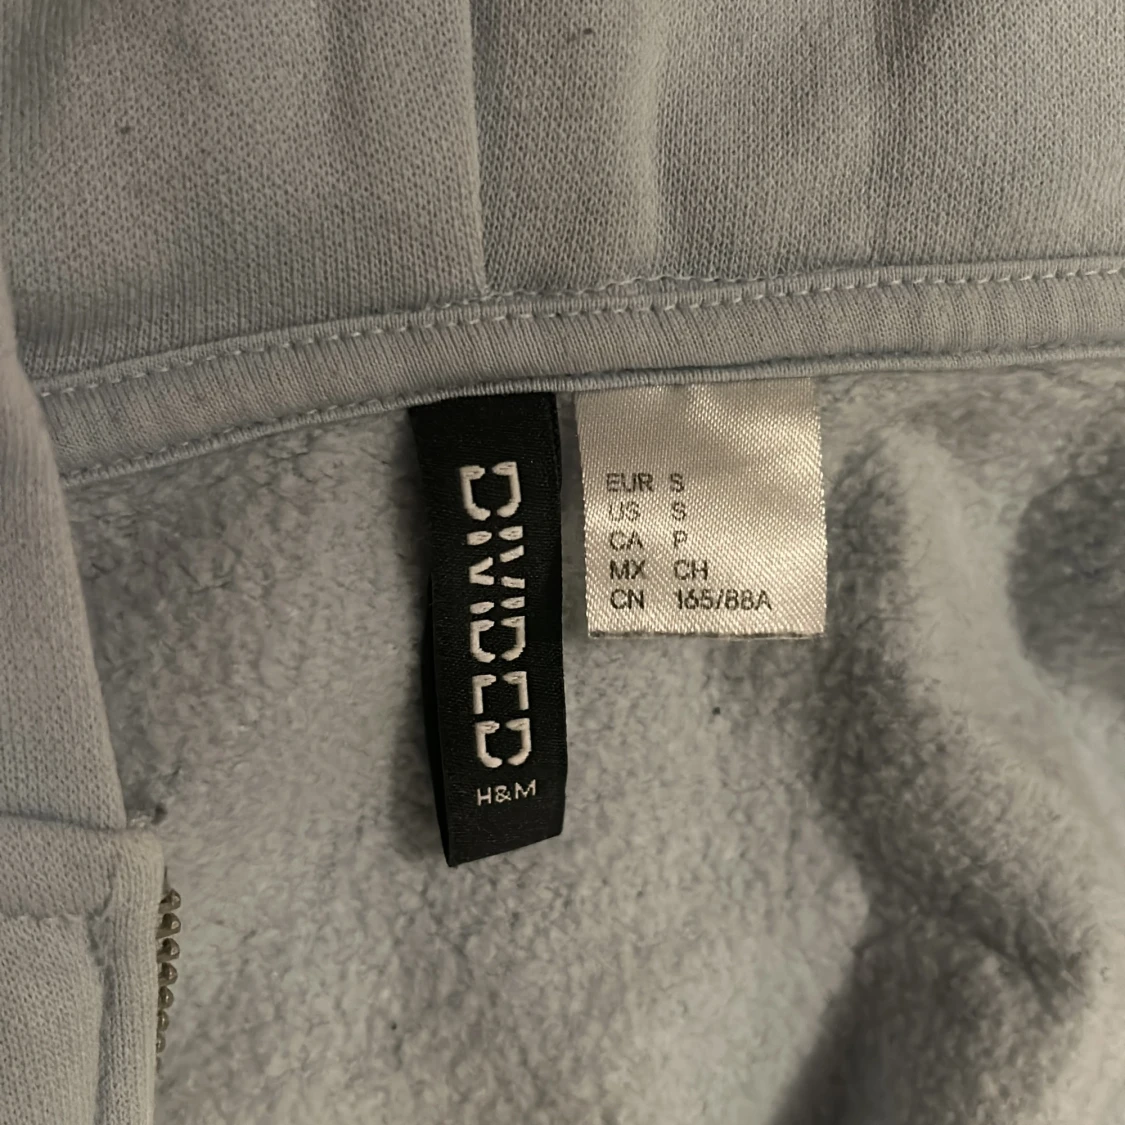 DIVIDED
H&M
EUR S
US S
CA P
MX CH
CN 165/88A